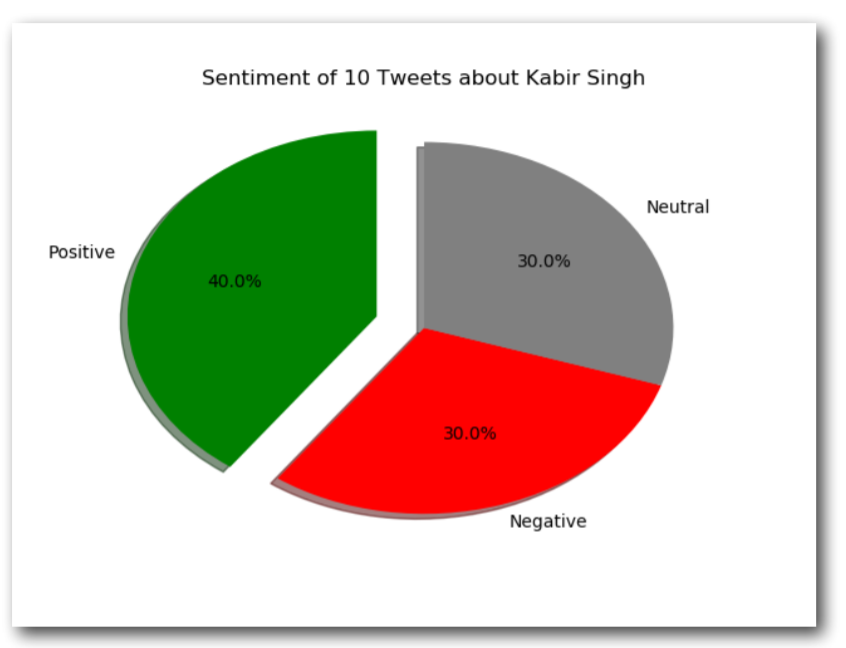 Sentiment of 10 Tweets about Kabir Singh
Neutral
Positive
30.0%
40.0%
30.0%
Negative